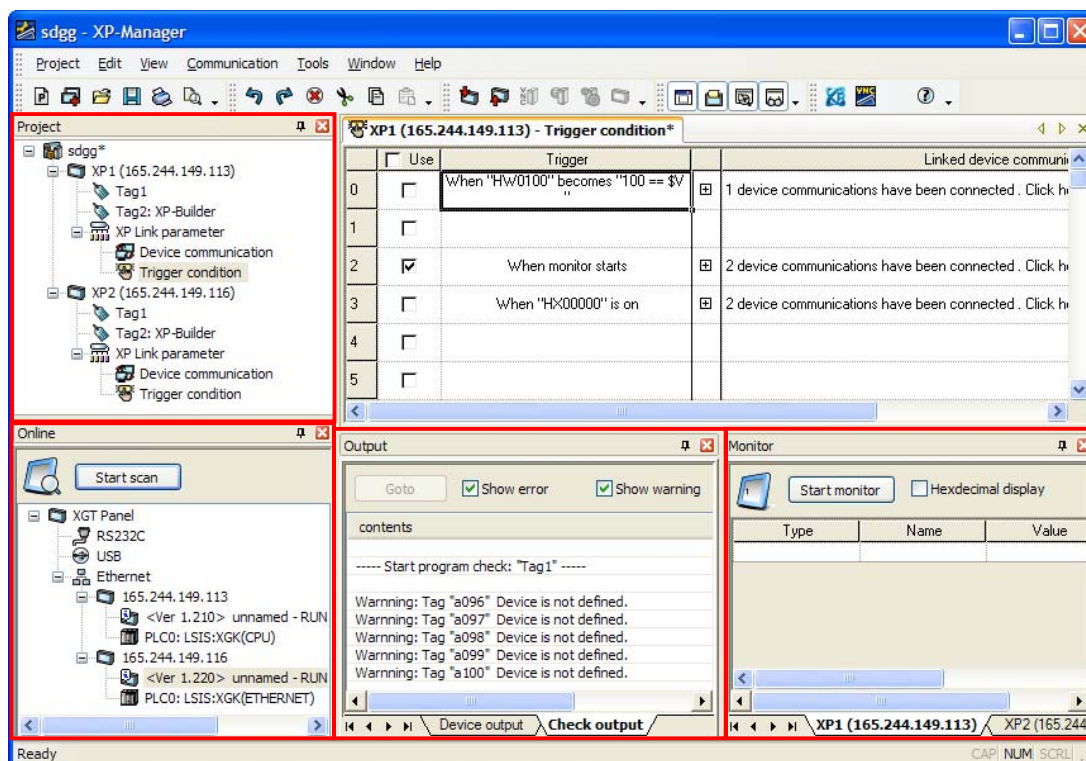 sdgg - XP-Manager
Project Edit View Communication Tools Window Help
Project
sdgg*
XP1 (165.244.149.113)
Tag1
Tag2: XP-Builder
XP Link parameter
Device communication
Trigger condition
XP2 (165.244.149.116)
Tag1
Tag2: XP-Builder
XP Link parameter
Device communication
Trigger condition
XP1 (165.244.149.113) - Trigger condition*
Use Trigger Linked device communi
0 When "HW0100" becomes "100 == $V 1 device communications have been connected . Click h
"
1
2 When monitor starts 2 device communications have been connected . Click h
3 When "HX00000" is on 2 device communications have been connected . Click h
4
5
Online
Start scan
XGT Panel
RS232C
USB
Ethernet
165.244.149.113
<Ver 1.210> unnamed - RUN
PLC0: LSIS:XGK(CPU)
165.244.149.116
<Ver 1.220> unnamed - RUN
PLC0: LSIS:XGK(ETHERNET)
Output
Goto Show error Show warning
contents
----- Start program check: "Tag1" -----
Warnning: Tag "a096" Device is not defined.
Warnning: Tag "a097" Device is not defined.
Warnning: Tag "a098" Device is not defined.
Warnning: Tag "a099" Device is not defined.
Warnning: Tag "a100" Device is not defined.
Device output Check output
Monitor
1 Start monitor Hexdecimal display
Type Name Value
XP1 (165.244.149.113) XP2 (165.244
Ready CAP NUM SCRL